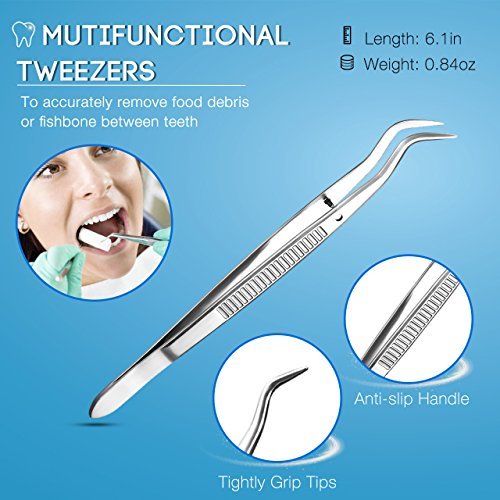 MUTIFUNCTIONAL
TWEEZERS
To accurately remove food debris
or fishbone between teeth
Length: 6.1in
Weight: 0.84oz
Anti-slip Handle
Tightly Grip Tips